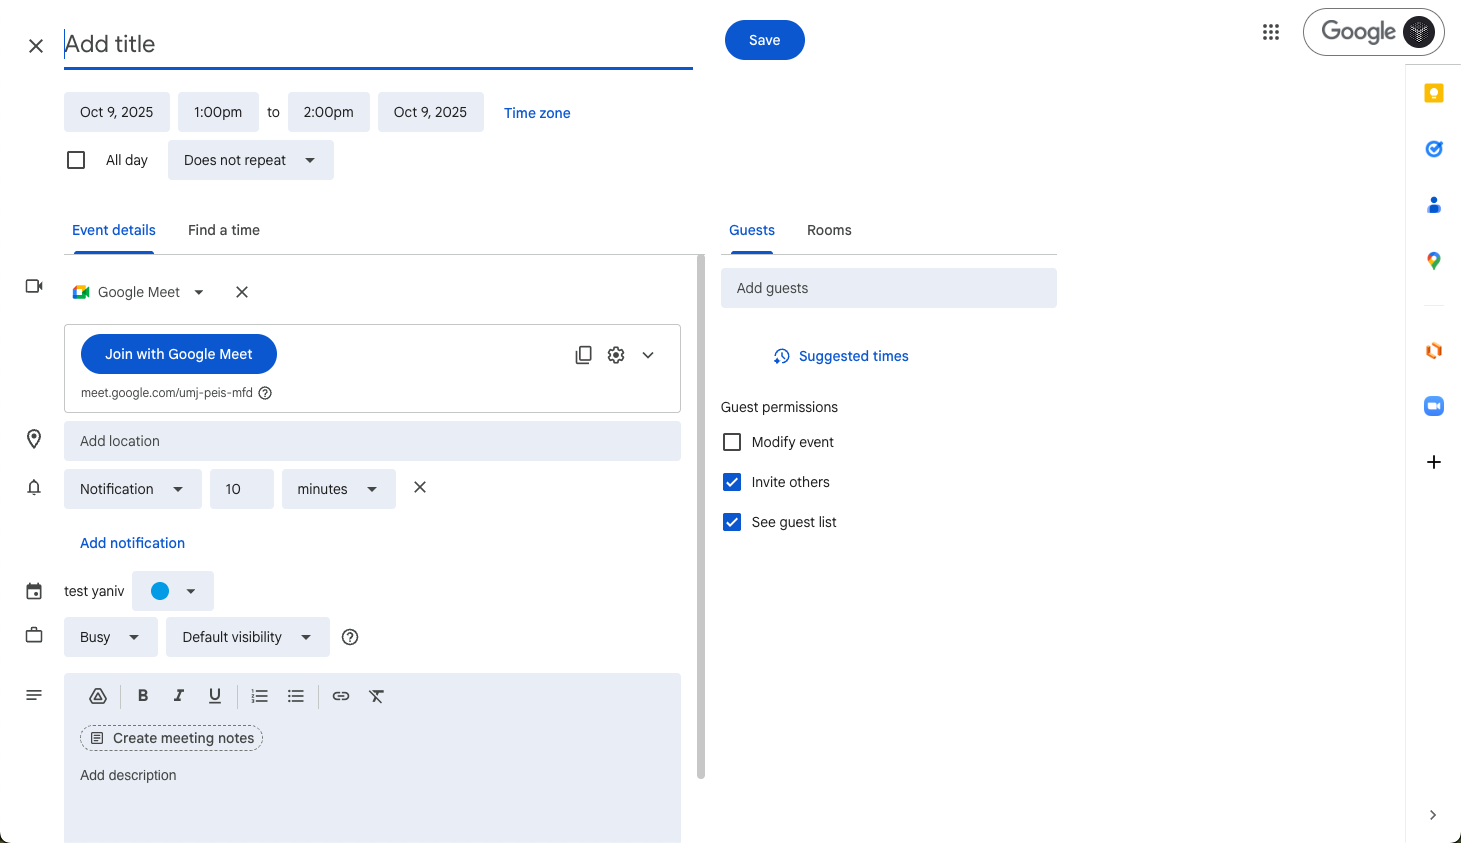 Add title
Save
Google
Oct 9, 2025 1:00pm to 2:00pm Oct 9, 2025 Time zone
All day Does not repeat
Event details Find a time
Guests Rooms
Google Meet
Add guests
Join with Google Meet
meet.google.com/umj-peis-mfd
Suggested times
Guest permissions
Add location
Modify event
Notification 10 minutes
Invite others
See guest list
Add notification
test yaniv
Busy Default visibility
B I U
Create meeting notes
Add description